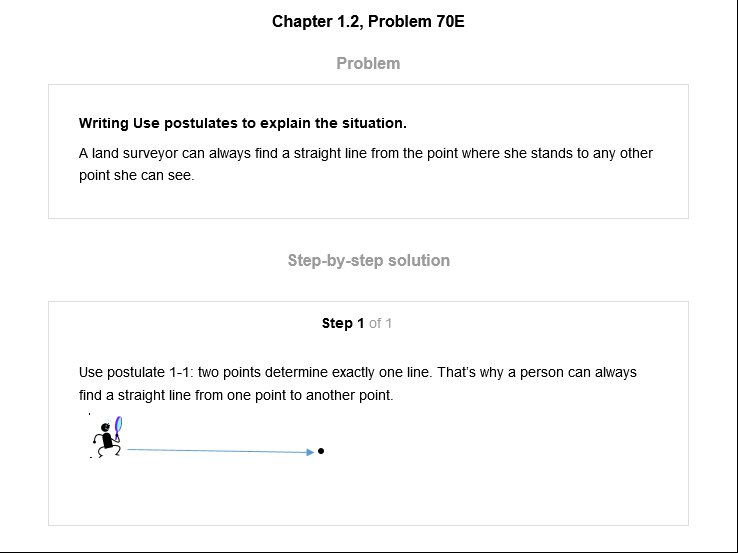 Chapter 1.2, Problem 70E
Problem
Writing Use postulates to explain the situation.
A land surveyor can always find a straight line from the point where she stands to any other
point she can see.
Step-by-step solution
Step 1 of 1
Use postulate 1-1: two points determine exactly one line. That's why a person can always
find a straight line from one point to another point.